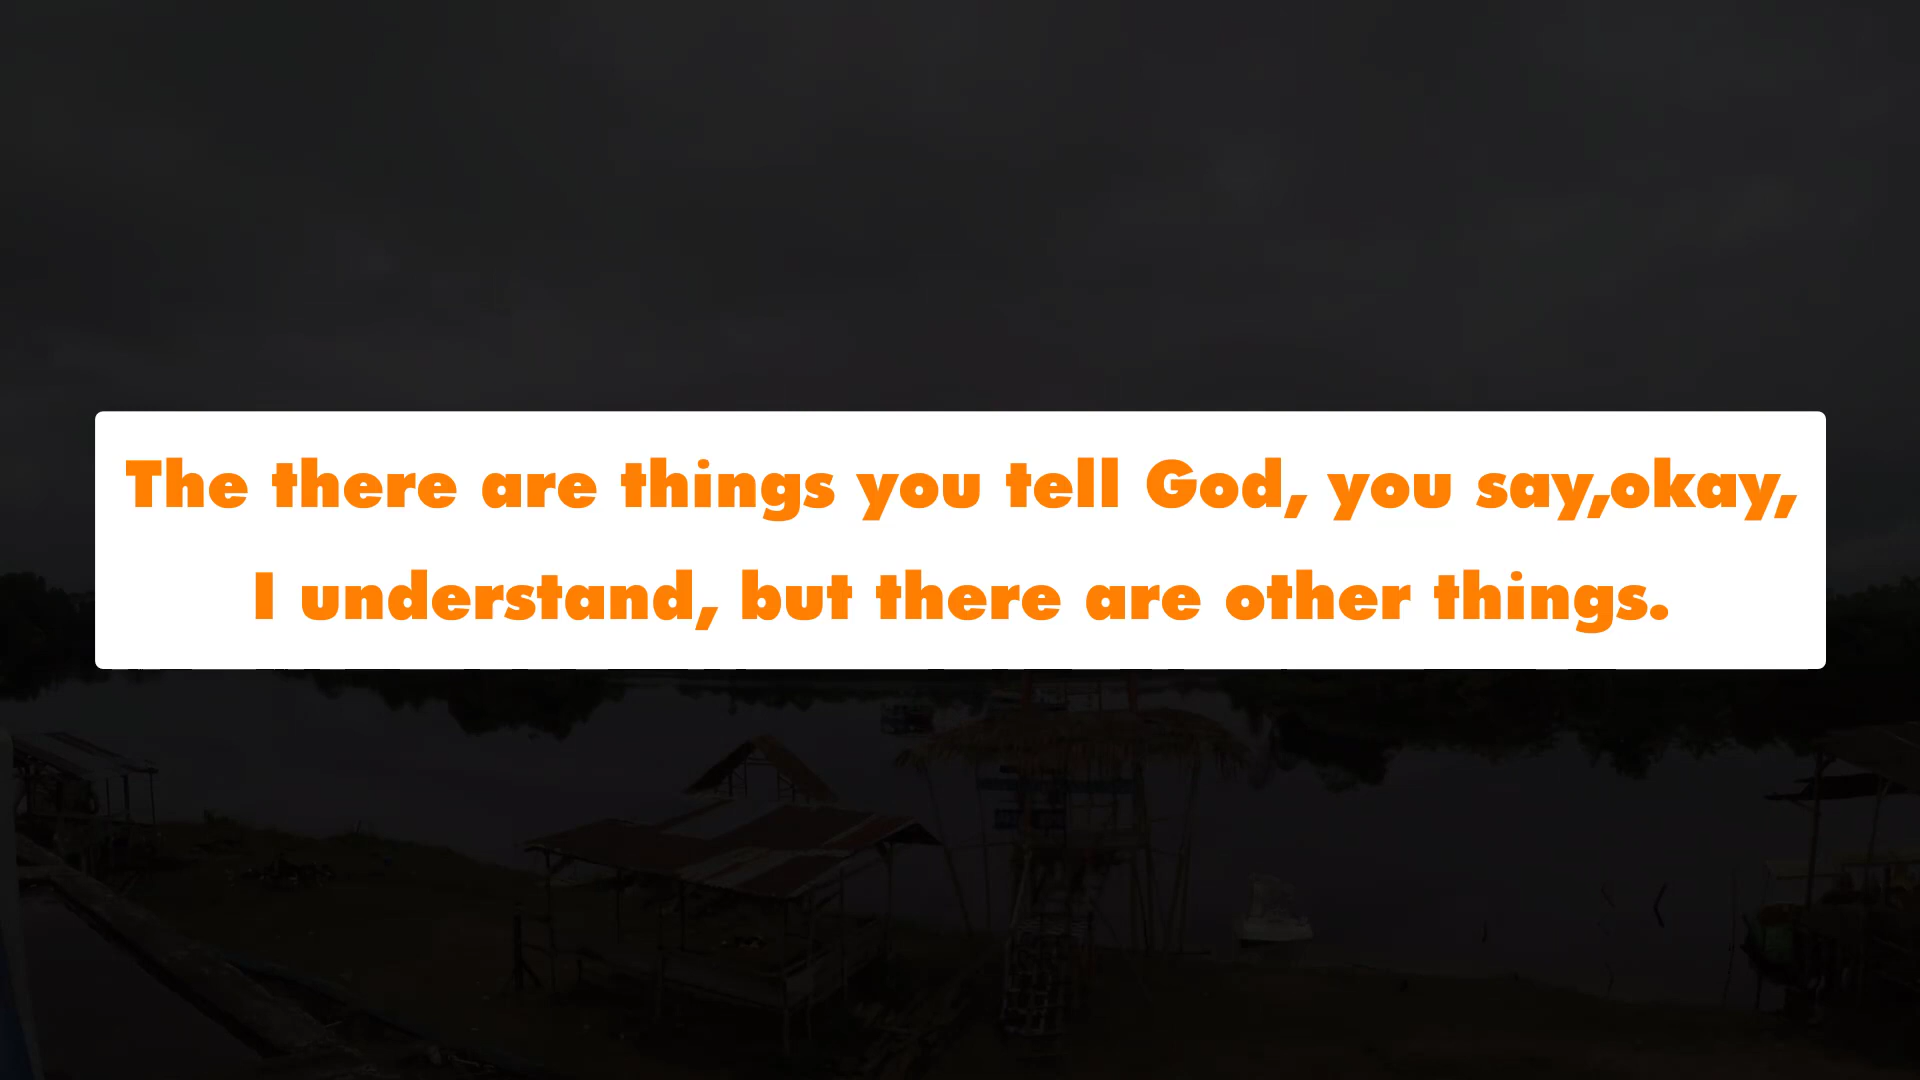 The there are things you tell God, you say,okay,
I understand, but there are other things.